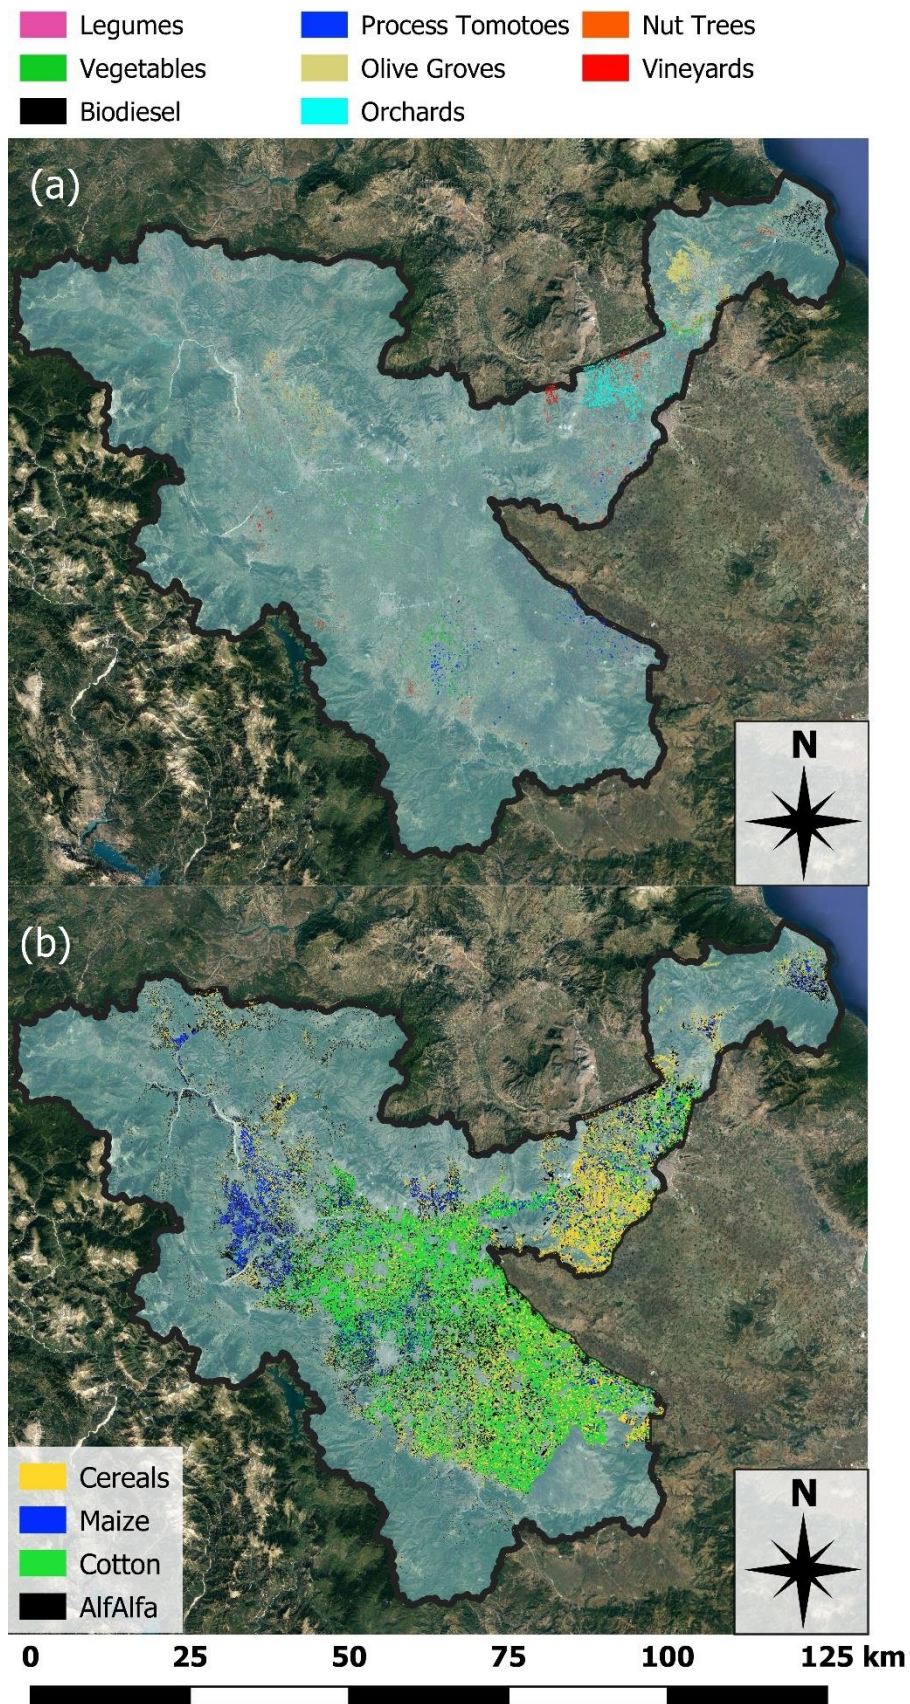 Legumes Process Tomotoes Nut Trees
Vegetables Olive Groves Vineyards
Biodiesel Orchards
(a)
N
(b)
Cereals
Maize
Cotton
AlfAlfa
N
0 25 50 75 100 125 km